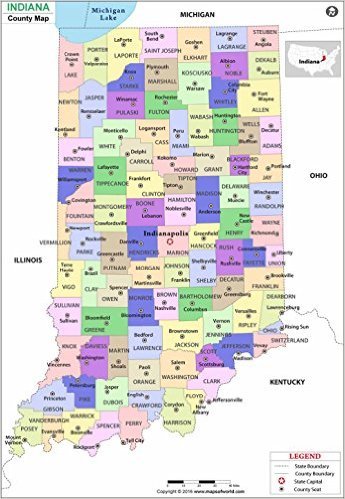 INDIANA
County Map
Michigan
Lake
MICHIGAN
Crown
Point
LAKE
PORTER
Valparaiso
LaPorte
LAPORTE
South
Bend
SAINT JOSEPH
Goshen
ELKHART
LAGRANGE
Lagrange
STEUBEN
Angola
Indiana
Knox
STARKE
Plymouth
MARSHALL
Warsaw
KOSCIUSKO
Albion
NOBLE
Auburn
DEKALB
NEWTON
JASPER
Rensselaer
Kentland
Winamac
PULASKI
Rochester
FULTON
Columbia
City
WHITLEY
Fort
Wayne
ALLEN
Monticello
WHITE
Logansport
CASS
Peru
MIAMI
WABASH
Wabash
Huntington
HUNTINGTON
WELLS
Bluffton
Decatur
ADAMS
Fowler
BENTON
Delphi
CARROLL
Kokomo
HOWARD
Marion
GRANT
BLACKFORD
Hartford
City
Portland
JAY
WARREN
Williamsport
Lafayette
TIPPECANOE
Frankfort
CLINTON
Tipton
TIPTON
MADISON
Anderson
DELAWARE
Muncie
Winchester
RANDOLPH
OHIO
Covington
FOUNTAIN
MONTGOMERY
Crawfordsville
BOONE
Lebanon
HAMILTON
Noblesville
New
Castle
HENRY
WAYNE
Richmond
Newport
VERMILLION
Rockville
PARKE
Danville
HENDRICKS
Indianapolis
MARION
Greenfield
HANCOCK
RUSH
Rushville
Connersville
FAYETTE
Liberty
UNION
ILLINOIS
Greencastle
PUTNAM
Terre
Haute
VIGO
Brazil
CLAY
Spencer
OWEN
MORGAN
Martinsville
JOHNSON
Franklin
Shelbyville
SHELBY
Greensburg
DECATUR
Brookville
FRANKLIN
SULLIVAN
Sullivan
Bloomfield
GREENE
MONROE
Bloomington
BROWN
Nashville
BARTHOLOMEW
Columbus
Vernon
JENNINGS
Versailles
RIPLEY
DEARBORN
Lawrenceburg
OHIO
Rising Sun
Vevay
SWITZERLAND
Madison
JEFFERSON
KNOX
Vincennes
DAVIESS
Washington
Shoals
MARTIN
Bedford
LAWRENCE
Brownstown
JACKSON
SCOTT
Scottsburg
Salem
WASHINGTON
Paoli
ORANGE
CLARK
Jeffersonville
KENTUCKY
Princeton
GIBSON
Petersburg
PIKE
Jasper
DUBOIS
English
CRAWFORD
FLOYD
New
Albany
Corydon
HARRISON
POSEY
Mount
Vernon
VANDERBURGH
Evansville
WARRICK
Boonville
SPENCER
Rockport
PERRY
Tell City
LEGEND
State Boundary
County Boundary
State Capital
County Seat
Copyright © 2016 www.mapsofworld.com